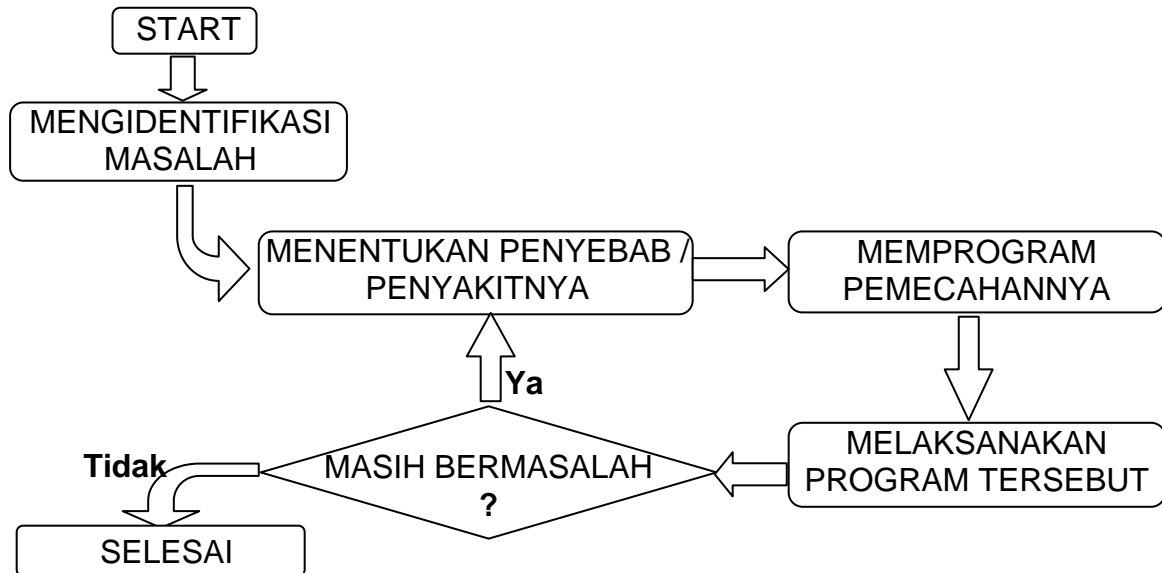 START
MENGIDENTIFIKASI
MASALAH
MENENTUKAN PENYEBAB /
PENYAKITNYA
MEMPROGRAM
PEMECAHANNYA
MELAKSANAKAN
PROGRAM TERSEBUT
MASIH BERMASALAH
?
Ya
Tidak
SELESAI